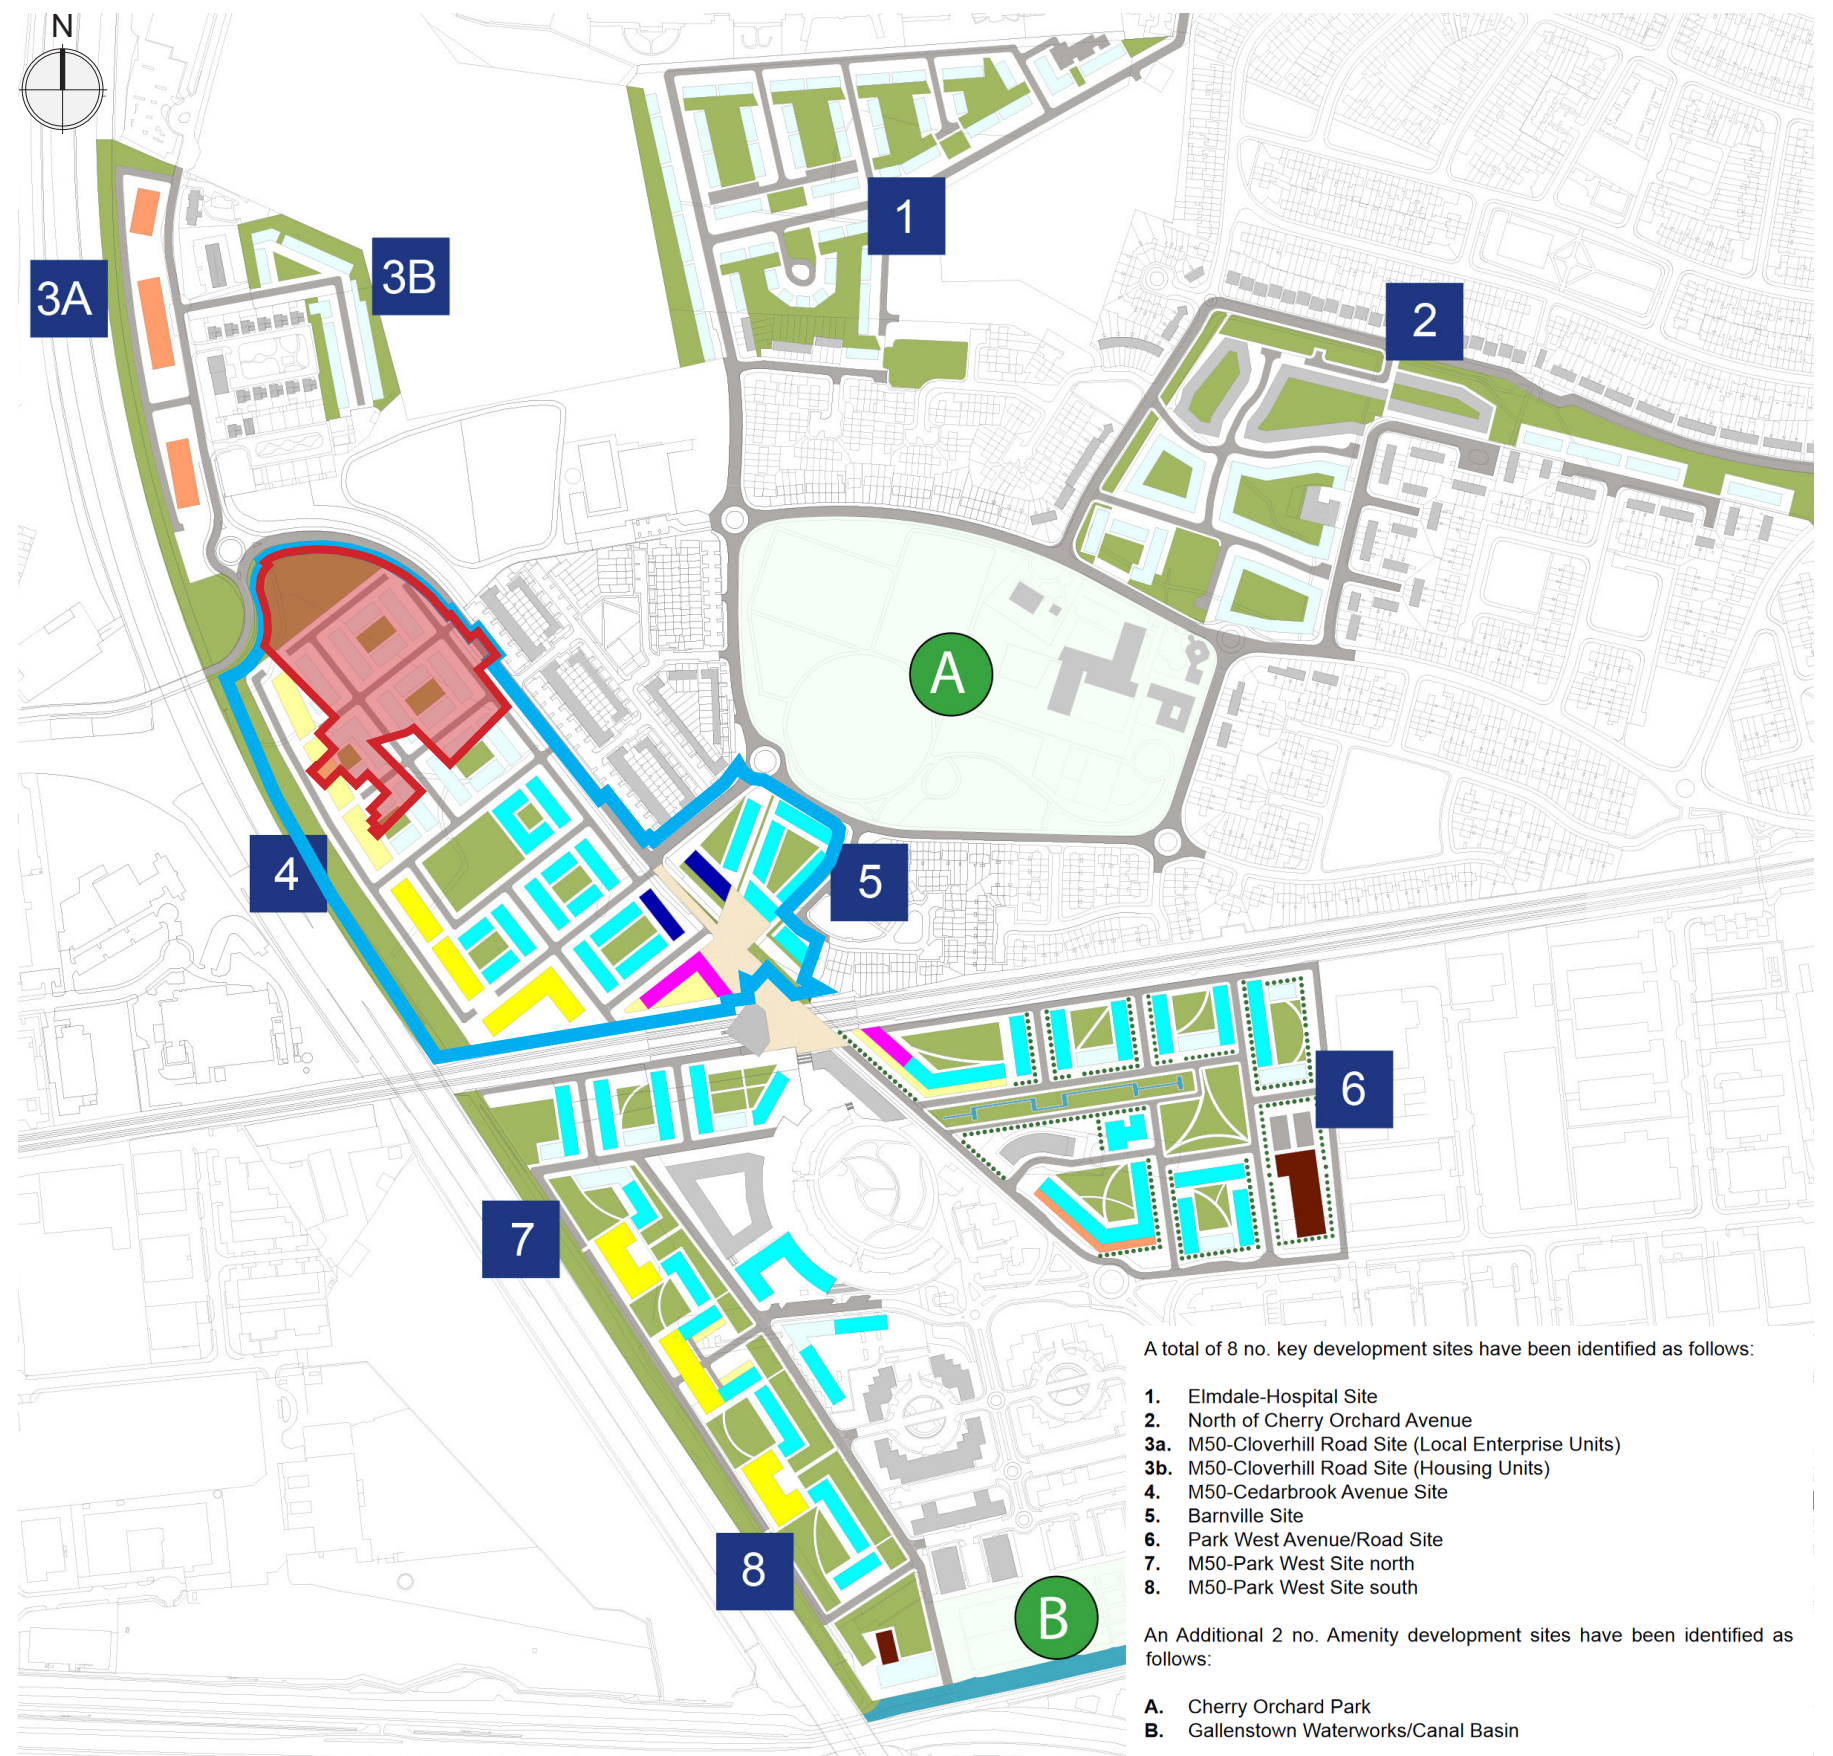 N
1
3B
3A
2
A
4
5
6
7
8
B
A total of 8 no. key development sites have been identified as follows:
1. Elmdale-Hospital Site
2. North of Cherry Orchard Avenue
3a. M50-Cloverhill Road Site (Local Enterprise Units)
3b. M50-Cloverhill Road Site (Housing Units)
4. M50-Cedarbrook Avenue Site
5. Barnville Site
6. Park West Avenue/Road Site
7. M50-Park West Site north
8. M50-Park West Site south
An Additional 2 no. Amenity development sites have been identified as
follows:
A. Cherry Orchard Park
B. Gallenstown Waterworks/Canal Basin